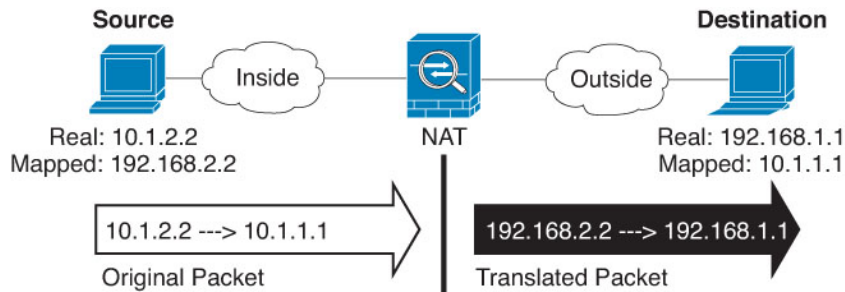 Source
Destination
Inside
Outside
Real: 10.1.2.2
Mapped: 192.168.2.2
NAT
Real: 192.168.1.1
Mapped: 10.1.1.1
10.1.2.2 ---> 10.1.1.1
192.168.2.2 ---> 192.168.1.1
Original Packet
Translated Packet